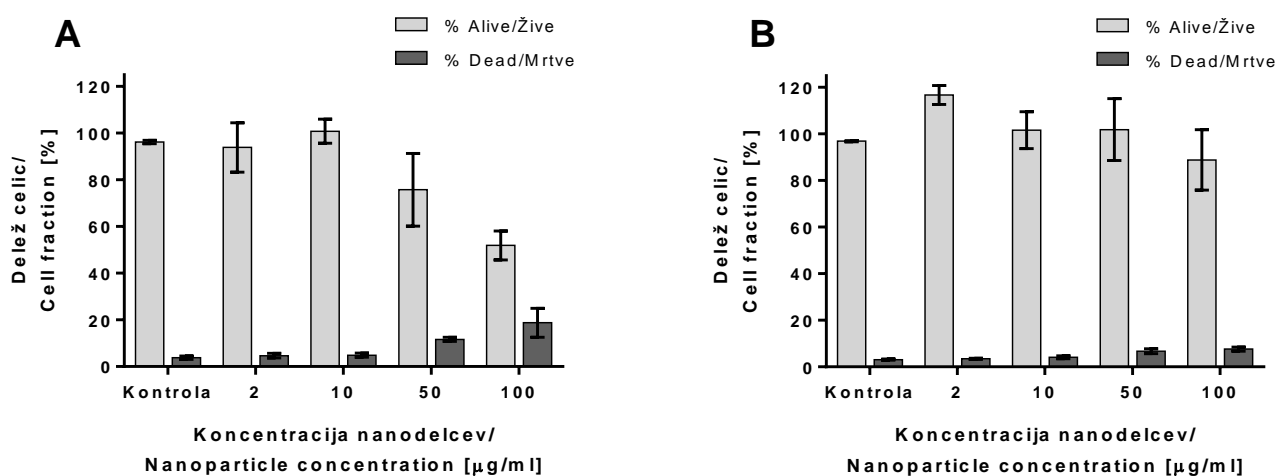 A
% Alive/Žive
% Dead/Mrtve
120
100
80
60
40
20
0
Delež celic/
Cell fraction [%]
Kontrola 2 10 50 100
Koncentracija nanodelcev/
Nanoparticle concentration [µg/ml]
B
% Alive/Žive
% Dead/Mrtve
120
100
80
60
40
20
0
Delež celic/
Cell fraction [%]
Kontrola 2 10 50 100
Koncentracija nanodelcev/
Nanoparticle concentration [µg/ml]